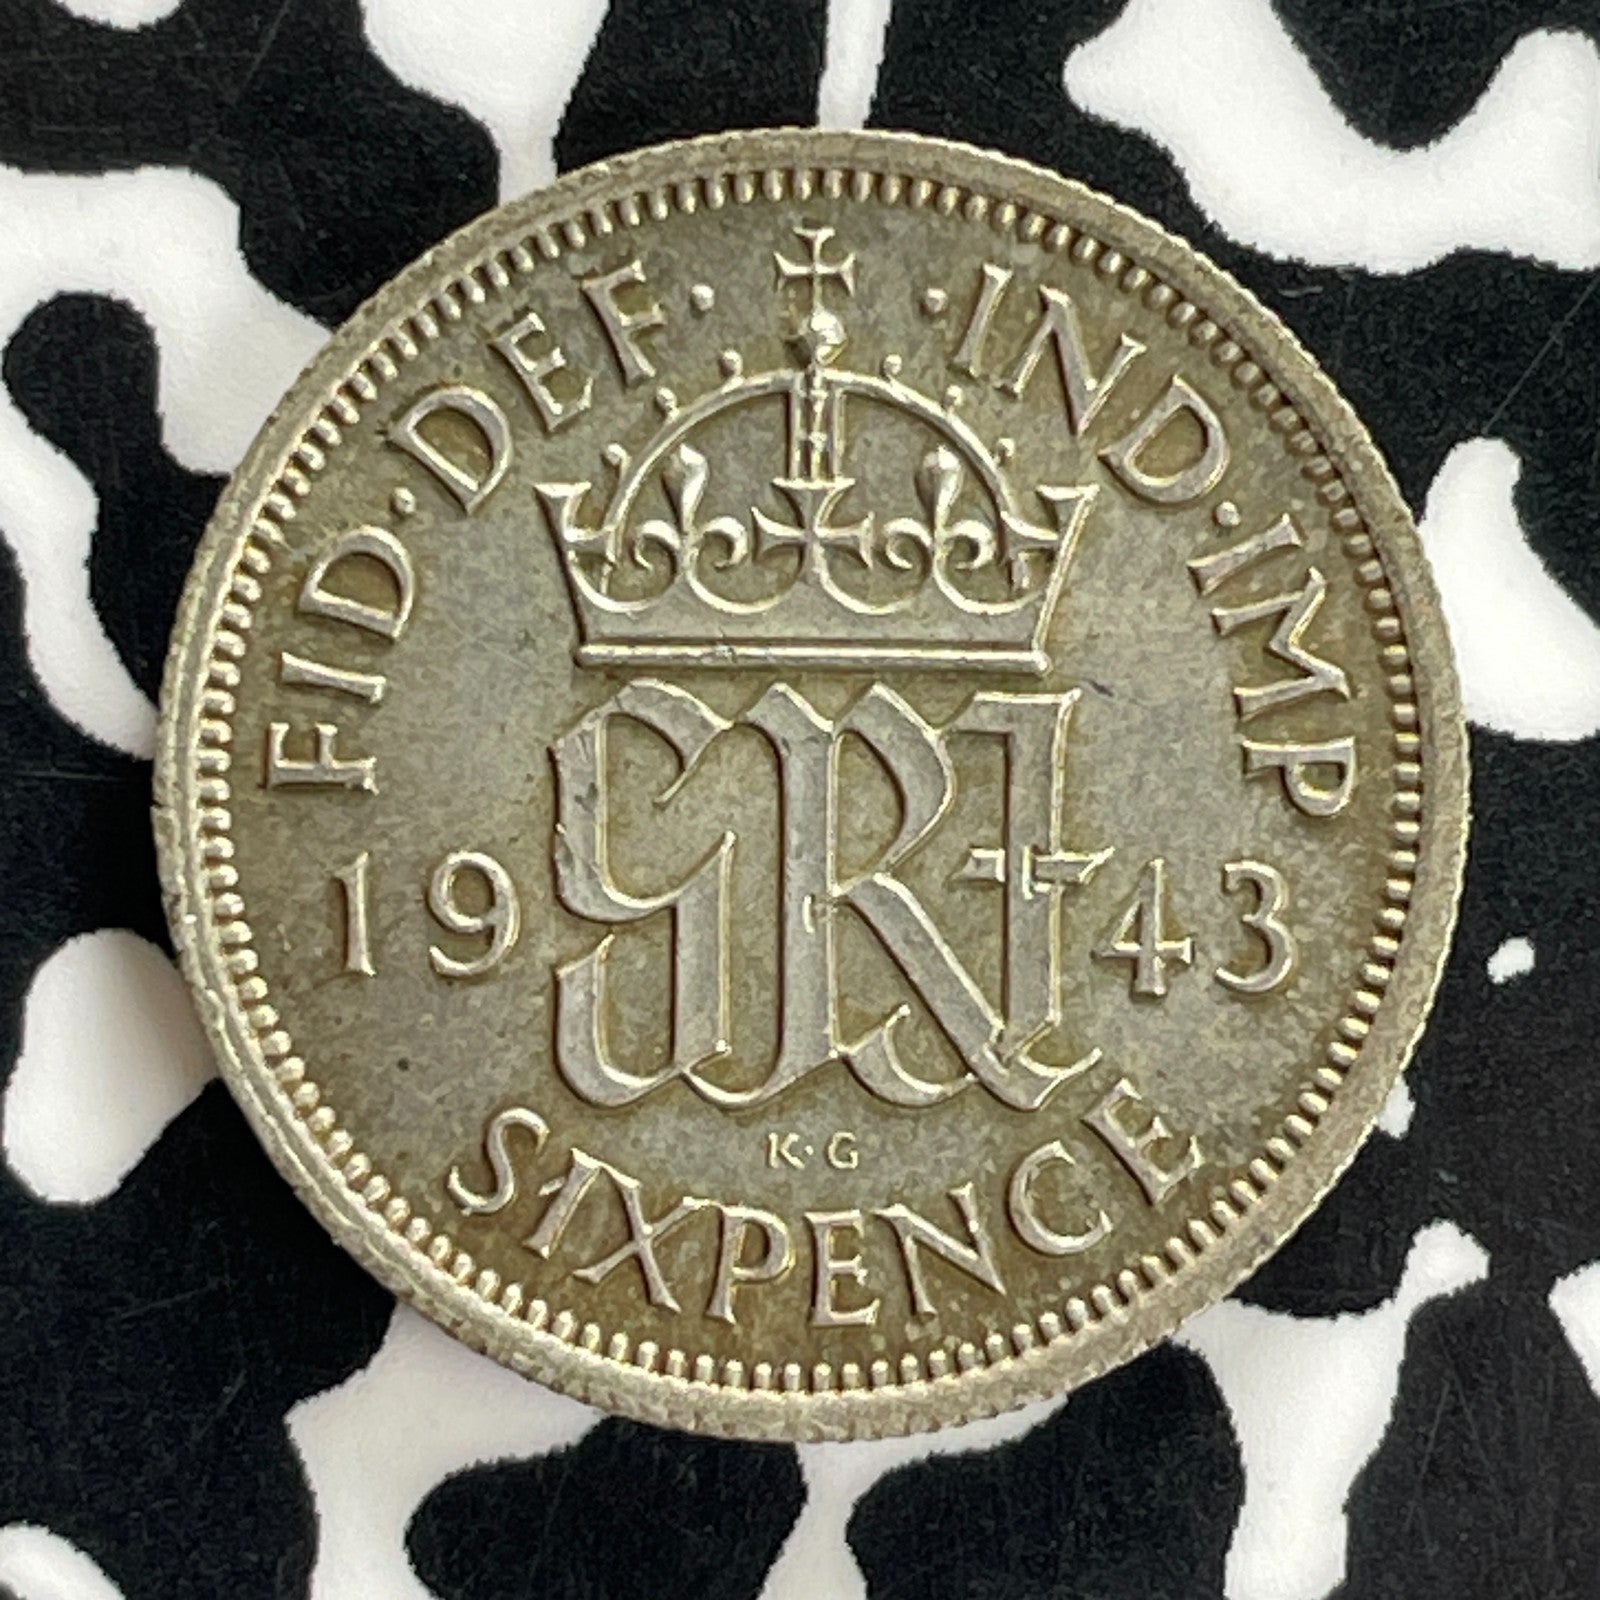 FID·DEF· ·IND·IMP
GRI
19 43
K·G
SIXPENCE